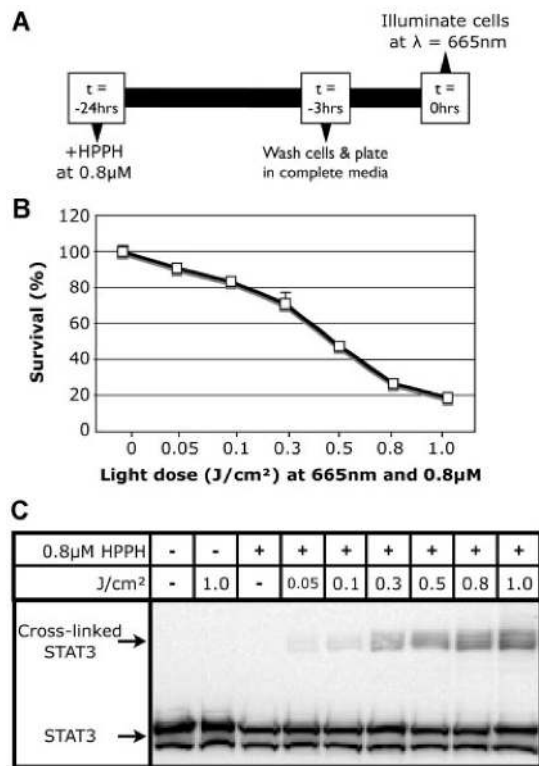 A
Illuminate cells
at λ = 665nm
t =
-24hrs
t =
-3hrs
t =
0hrs
+HPPH
at 0.8µM
Wash cells & plate
in complete media
B
Survival (%)
120
100
80
60
40
20
0
0 0.05 0.1 0.3 0.5 0.8 1.0
Light dose (J/cm²) at 665nm and 0.8µM
C
0.8µM HPPH - - + + + + + + +
J/cm² - 1.0 - 0.05 0.1 0.3 0.5 0.8 1.0
Cross-linked
STAT3
STAT3